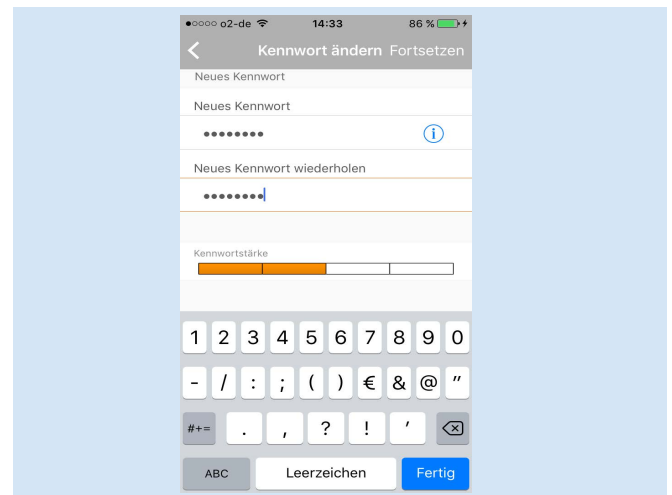 o2-de 14:33 86 %
Kennwort ändern Fortsetzen
Neues Kennwort
Neues Kennwort
••••••••
Neues Kennwort wiederholen
••••••••
Kennwortstärke
1 2 3 4 5 6 7 8 9 0
- / : ; ( ) € & @ "
#+= . , ? ! '
ABC Leerzeichen Fertig